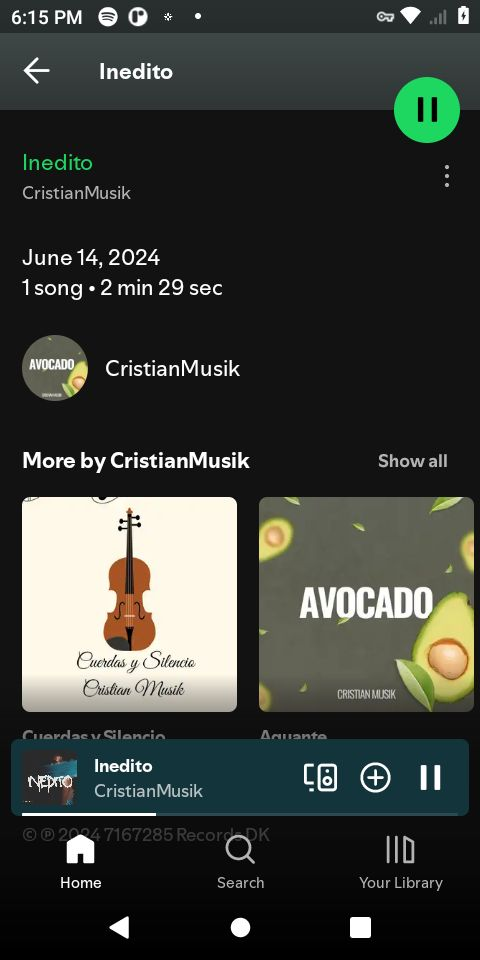 6:15 PM
Inedito
Inedito
CristianMusik
June 14, 2024
1 song • 2 min 29 sec
AVOCADO
CristianMusik
More by CristianMusik
Show all
Cuerdas y Silencio
Cristian Musik
AVOCADO
CRISTIAN MUSIK
Cuerdas y Silencio
Aguante
INEDITO
Inedito
CristianMusik
© ℗ 2024 7167285 Records DK
Home
Search
Your Library